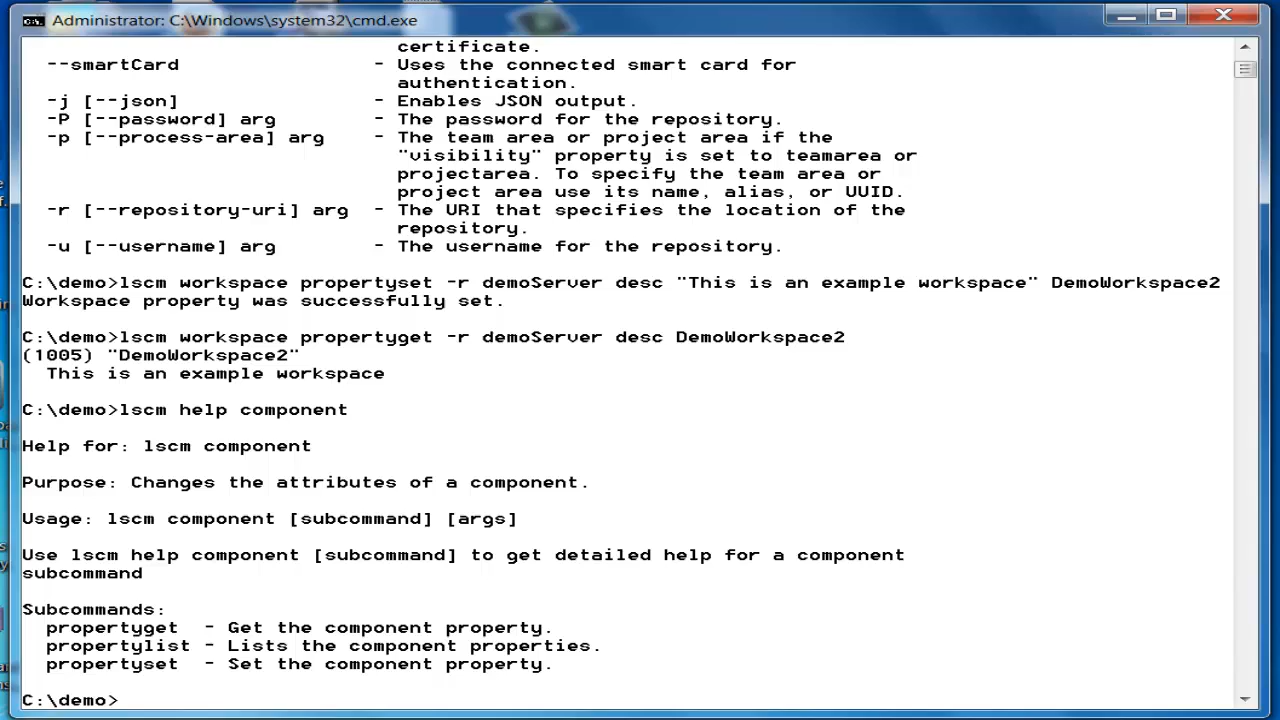 Administrator: C:\Windows\system32\cmd.exe
certificate.
--smartCard - Uses the connected smart card for
authentication.
-j [--json] - Enables JSON output.
-P [--password] arg - The password for the repository.
-p [--process-area] arg - The team area or project area if the
"visibility" property is set to teamarea or
projectarea. To specify the team area or
project area use its name, alias, or UUID.
-r [--repository-uri] arg - The URI that specifies the location of the
repository.
-u [--username] arg - The username for the repository.
C:\demo>lscm workspace propertyset -r demoServer desc "This is an example workspace" DemoWorkspace2
Workspace property was successfully set.
C:\demo>lscm workspace propertyget -r demoServer desc DemoWorkspace2
(1005) "DemoWorkspace2"
This is an example workspace
C:\demo>lscm help component
Help for: lscm component
Purpose: Changes the attributes of a component.
Usage: lscm component [subcommand] [args]
Use lscm help component [subcommand] to get detailed help for a component
subcommand
Subcommands:
propertyget - Get the component property.
propertylist - Lists the component properties.
propertyset - Set the component property.
C:\demo>